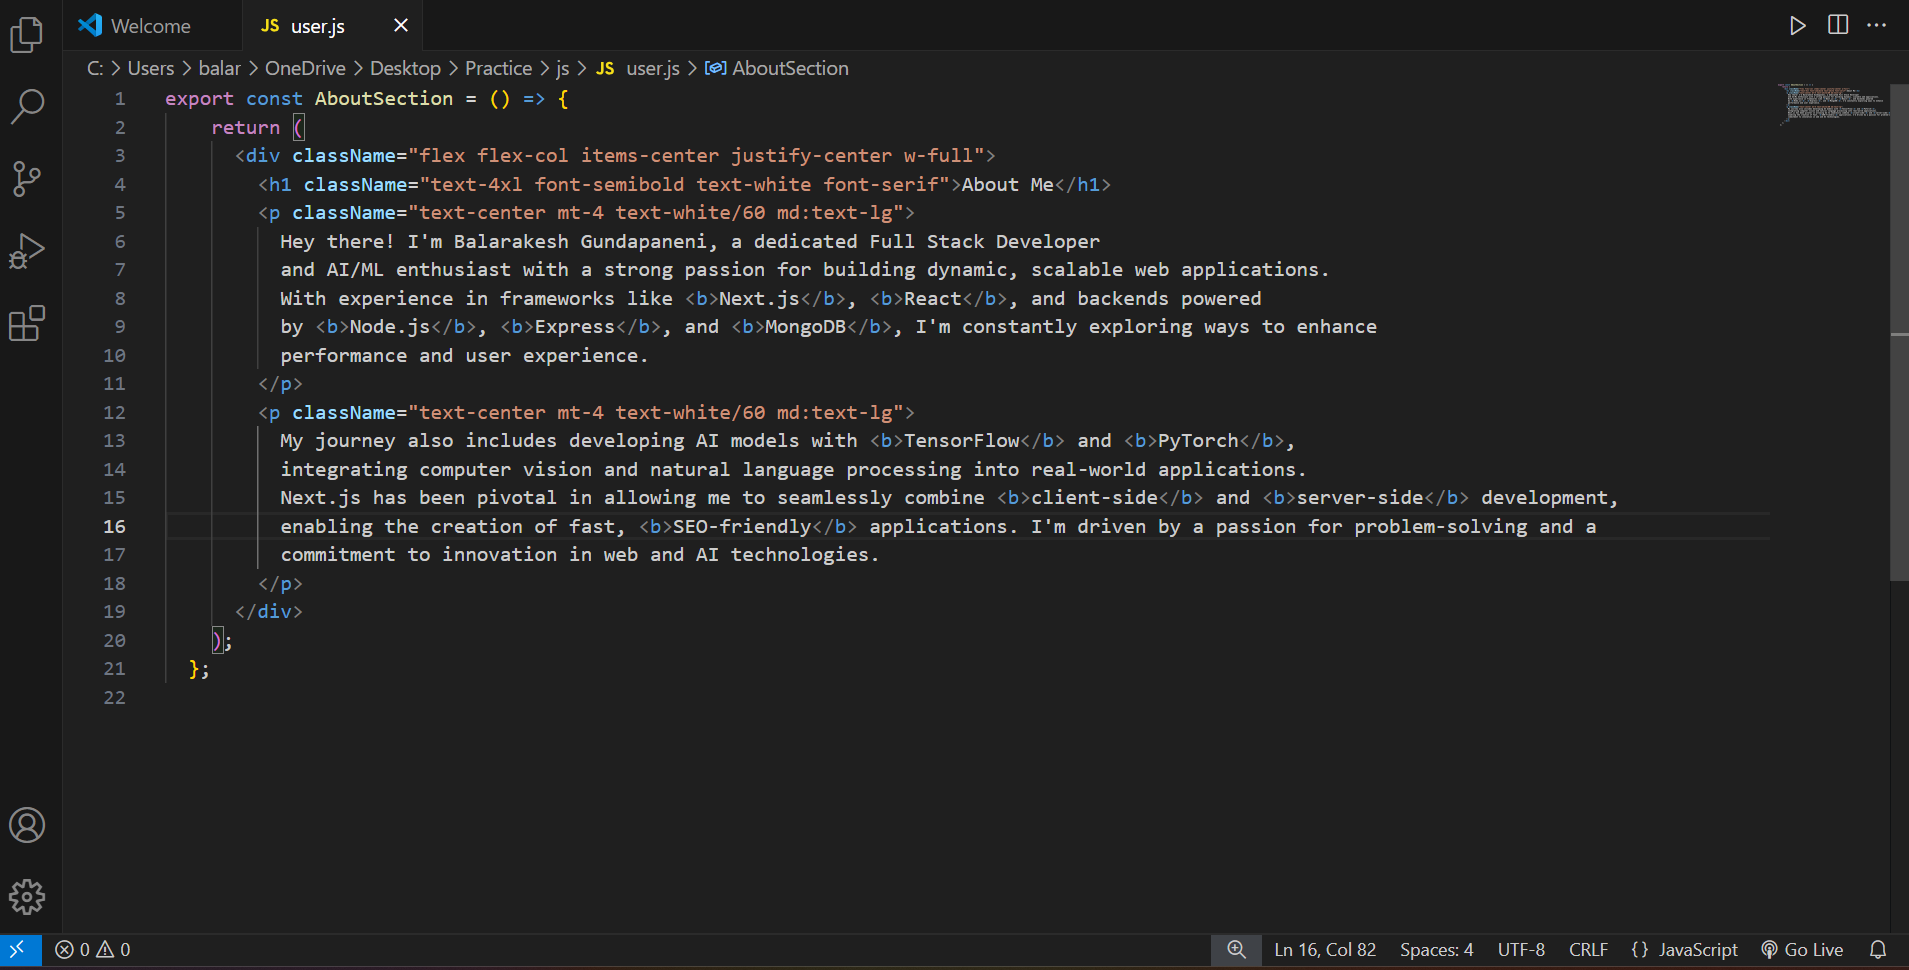 Welcome
JS user.js
C: > Users > balar > OneDrive > Desktop > Practice > js > JS user.js > AboutSection
1 export const AboutSection = () => {
2 return (
3 <div className="flex flex-col items-center justify-center w-full">
4 <h1 className="text-4xl font-semibold text-white font-serif">About Me</h1>
5 <p className="text-center mt-4 text-white/60 md:text-lg">
6 Hey there! I'm Balarakesh Gundapaneni, a dedicated Full Stack Developer
7 and AI/ML enthusiast with a strong passion for building dynamic, scalable web applications.
8 With experience in frameworks like <b>Next.js</b>, <b>React</b>, and backends powered
9 by <b>Node.js</b>, <b>Express</b>, and <b>MongoDB</b>, I'm constantly exploring ways to enhance
10 performance and user experience.
11 </p>
12 <p className="text-center mt-4 text-white/60 md:text-lg">
13 My journey also includes developing AI models with <b>TensorFlow</b> and <b>PyTorch</b>,
14 integrating computer vision and natural language processing into real-world applications.
15 Next.js has been pivotal in allowing me to seamlessly combine <b>client-side</b> and <b>server-side</b> development,
16 enabling the creation of fast, <b>SEO-friendly</b> applications. I'm driven by a passion for problem-solving and a
17 commitment to innovation in web and AI technologies.
18 </p>
19 </div>
20 );
21 };
22
0 0 Ln 16, Col 82 Spaces: 4 UTF-8 CRLF {} JavaScript Go Live